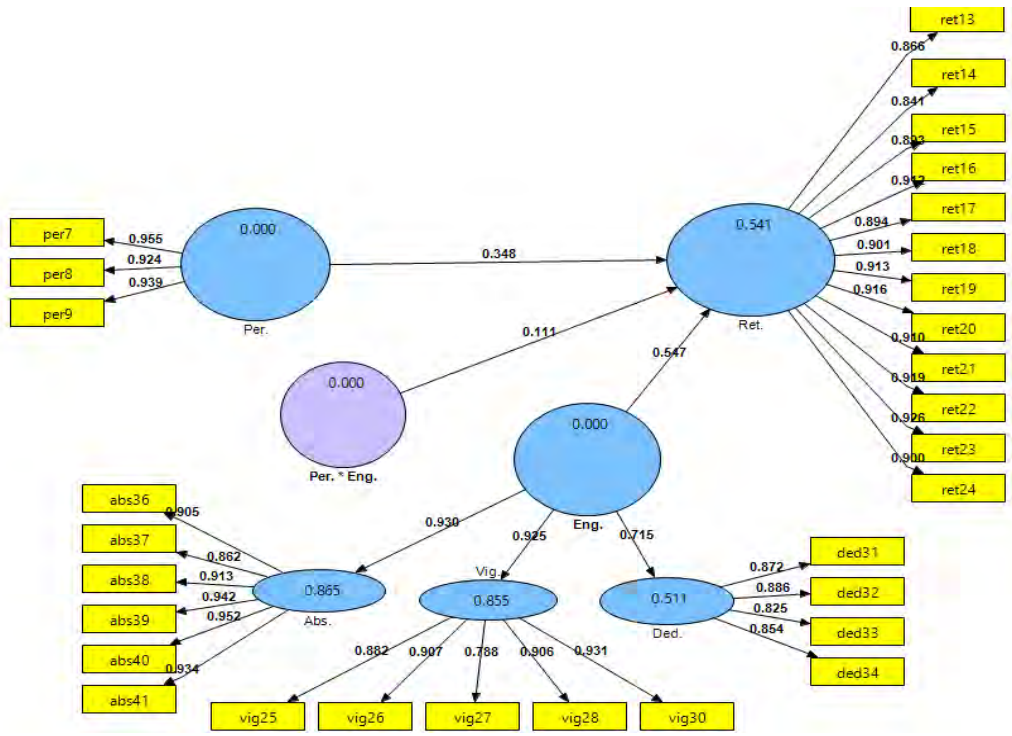 ret13
0.866
ret14
0.841
ret15
0.893
ret16
0.912
ret17
0.894
ret18
0.901
ret19
0.913
ret20
0.916
ret21
0.910
ret22
0.919
ret23
0.926
ret24
0.900
0.541
Ret.
per7
0.955
per8
0.924
per9
0.939
0.000
Per.
0.348
0.111
0.547
0.000
Per. * Eng.
0.000
Eng.
0.930
0.925
0.715
abs36
0.905
abs37
0.862
abs38
0.913
abs39
0.942
abs40
0.952
abs41
0.934
0.865
Abs.
Vig.
0.855
0.882
0.907
0.788
0.906
0.931
vig25
vig26
vig27
vig28
vig30
0.511
Ded.
0.872
ded31
0.886
ded32
0.825
ded33
0.854
ded34